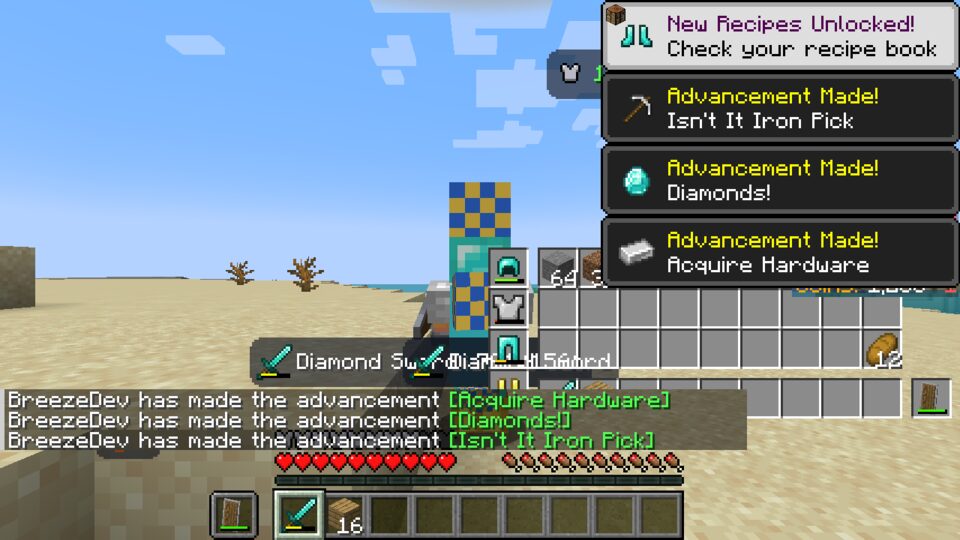 New Recipes Unlocked!
Check your recipe book
Advancement Made!
Isn't It Iron Pick
Advancement Made!
Diamonds!
Advancement Made!
Acquire Hardware
64
12
Diamond Sword
BreezeDev has made the advancement [Acquire Hardware]
BreezeDev has made the advancement [Diamonds!]
BreezeDev has made the advancement [Isn't It Iron Pick]
16